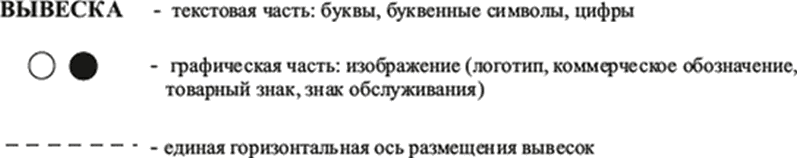 ВЫВЕСКА - текстовая часть: буквы, буквенные символы, цифры
- графическая часть: изображение (логотип, коммерческое обозначение,
товарный знак, знак обслуживания)
- единая горизонтальная ось размещения вывесок